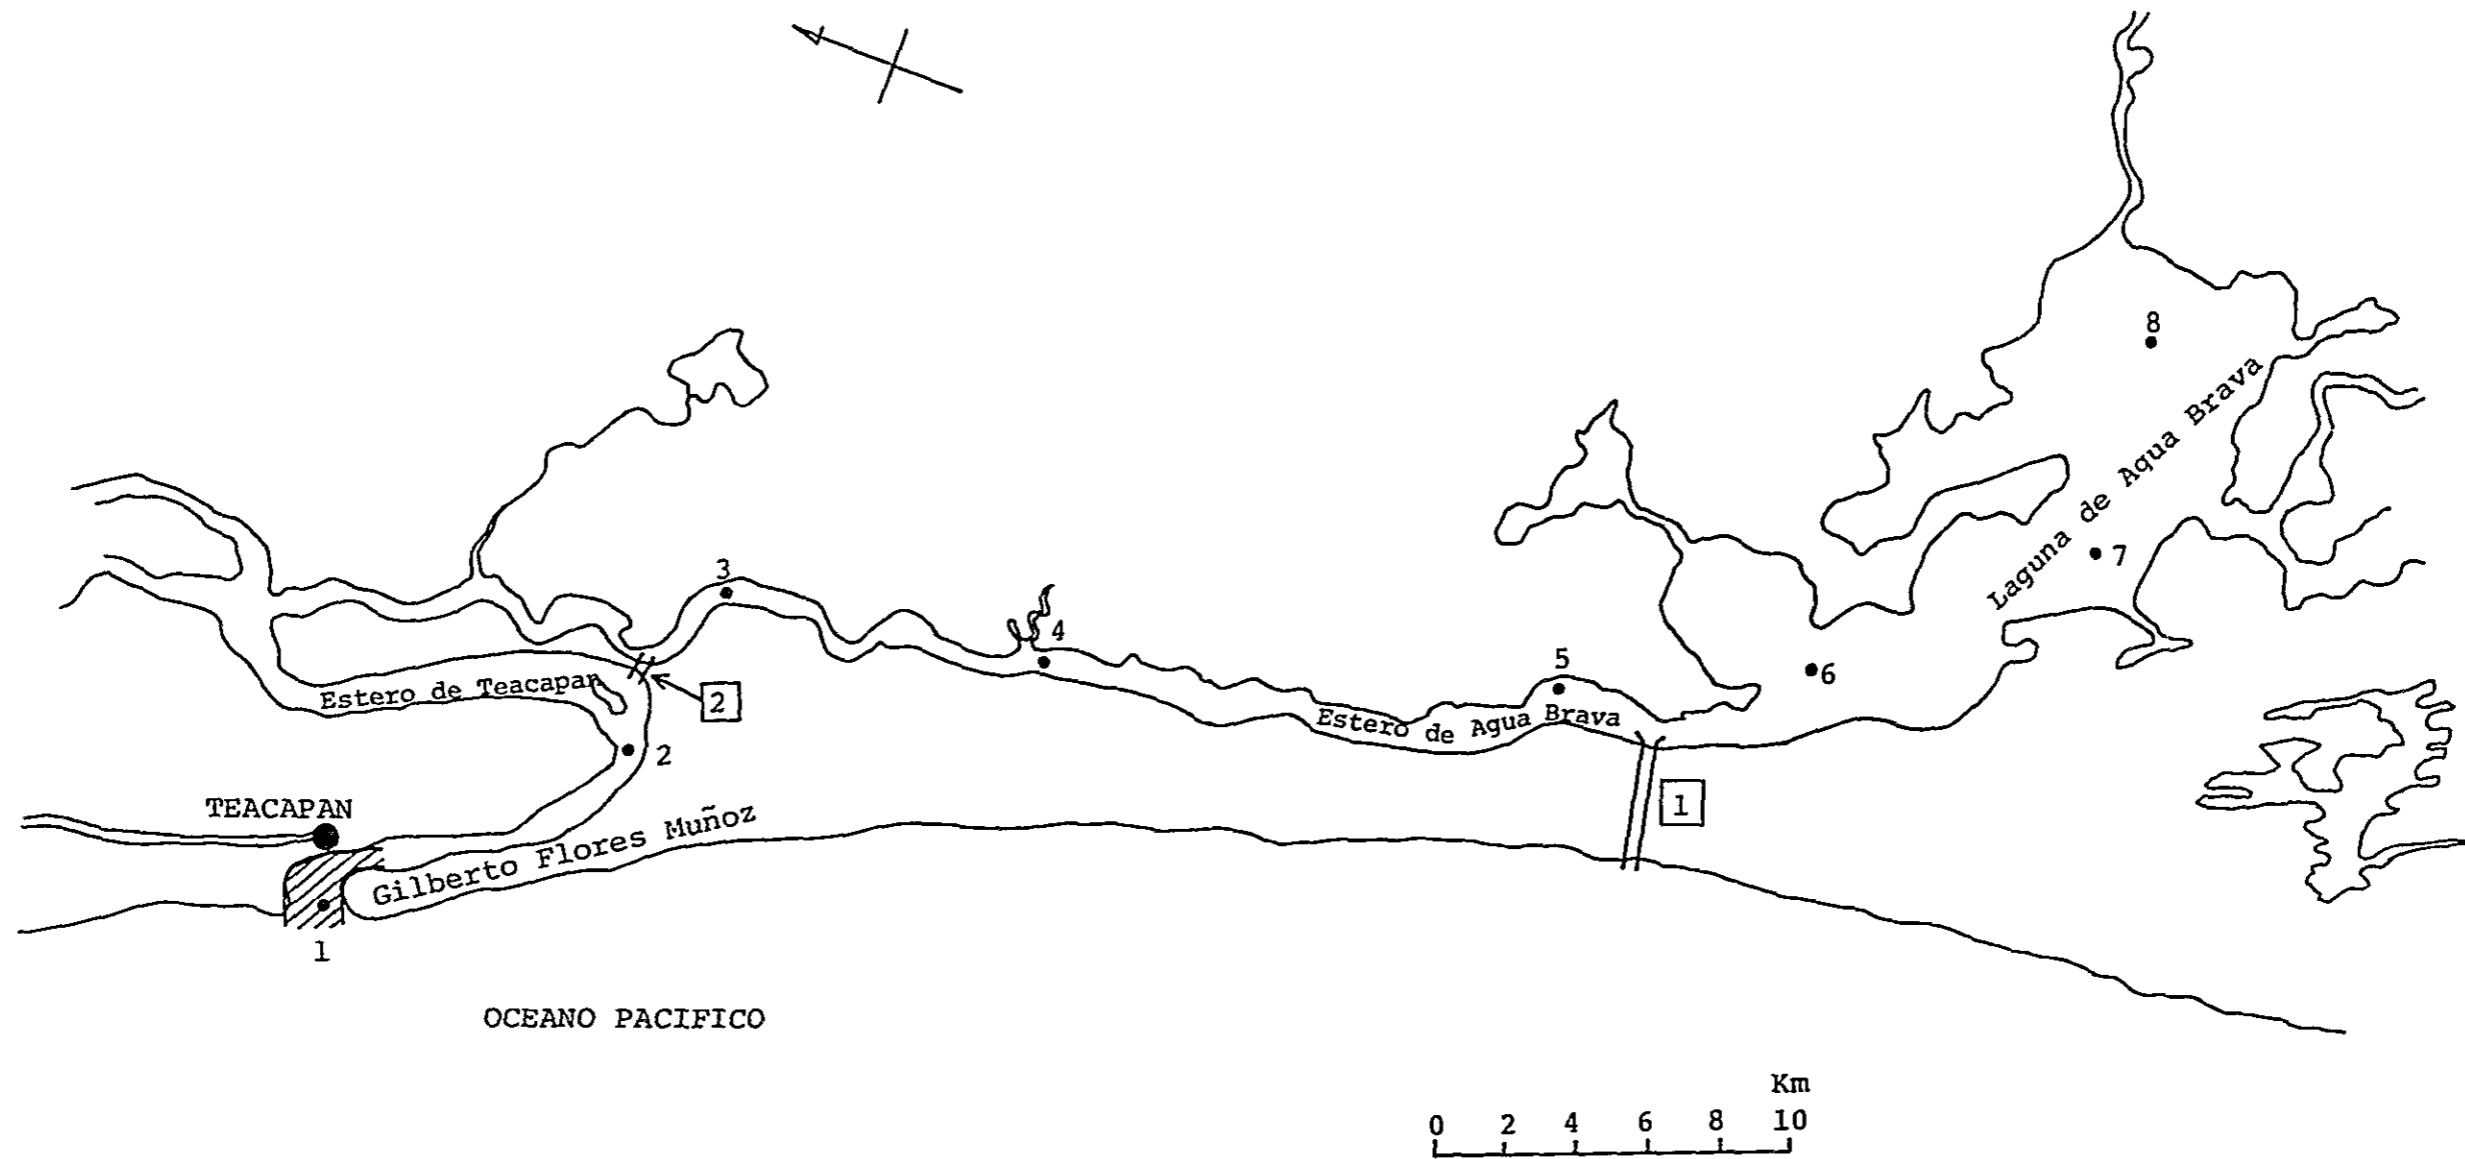 8
Laguna de Agua Brava
3
7
4
5
6
Estero de Teacapan
2
Estero de Agua Brava
2
TEACAPAN
1
Gilberto Flores Muñoz
1
OCEANO PACIFICO
Km
0 2 4 6 8 10